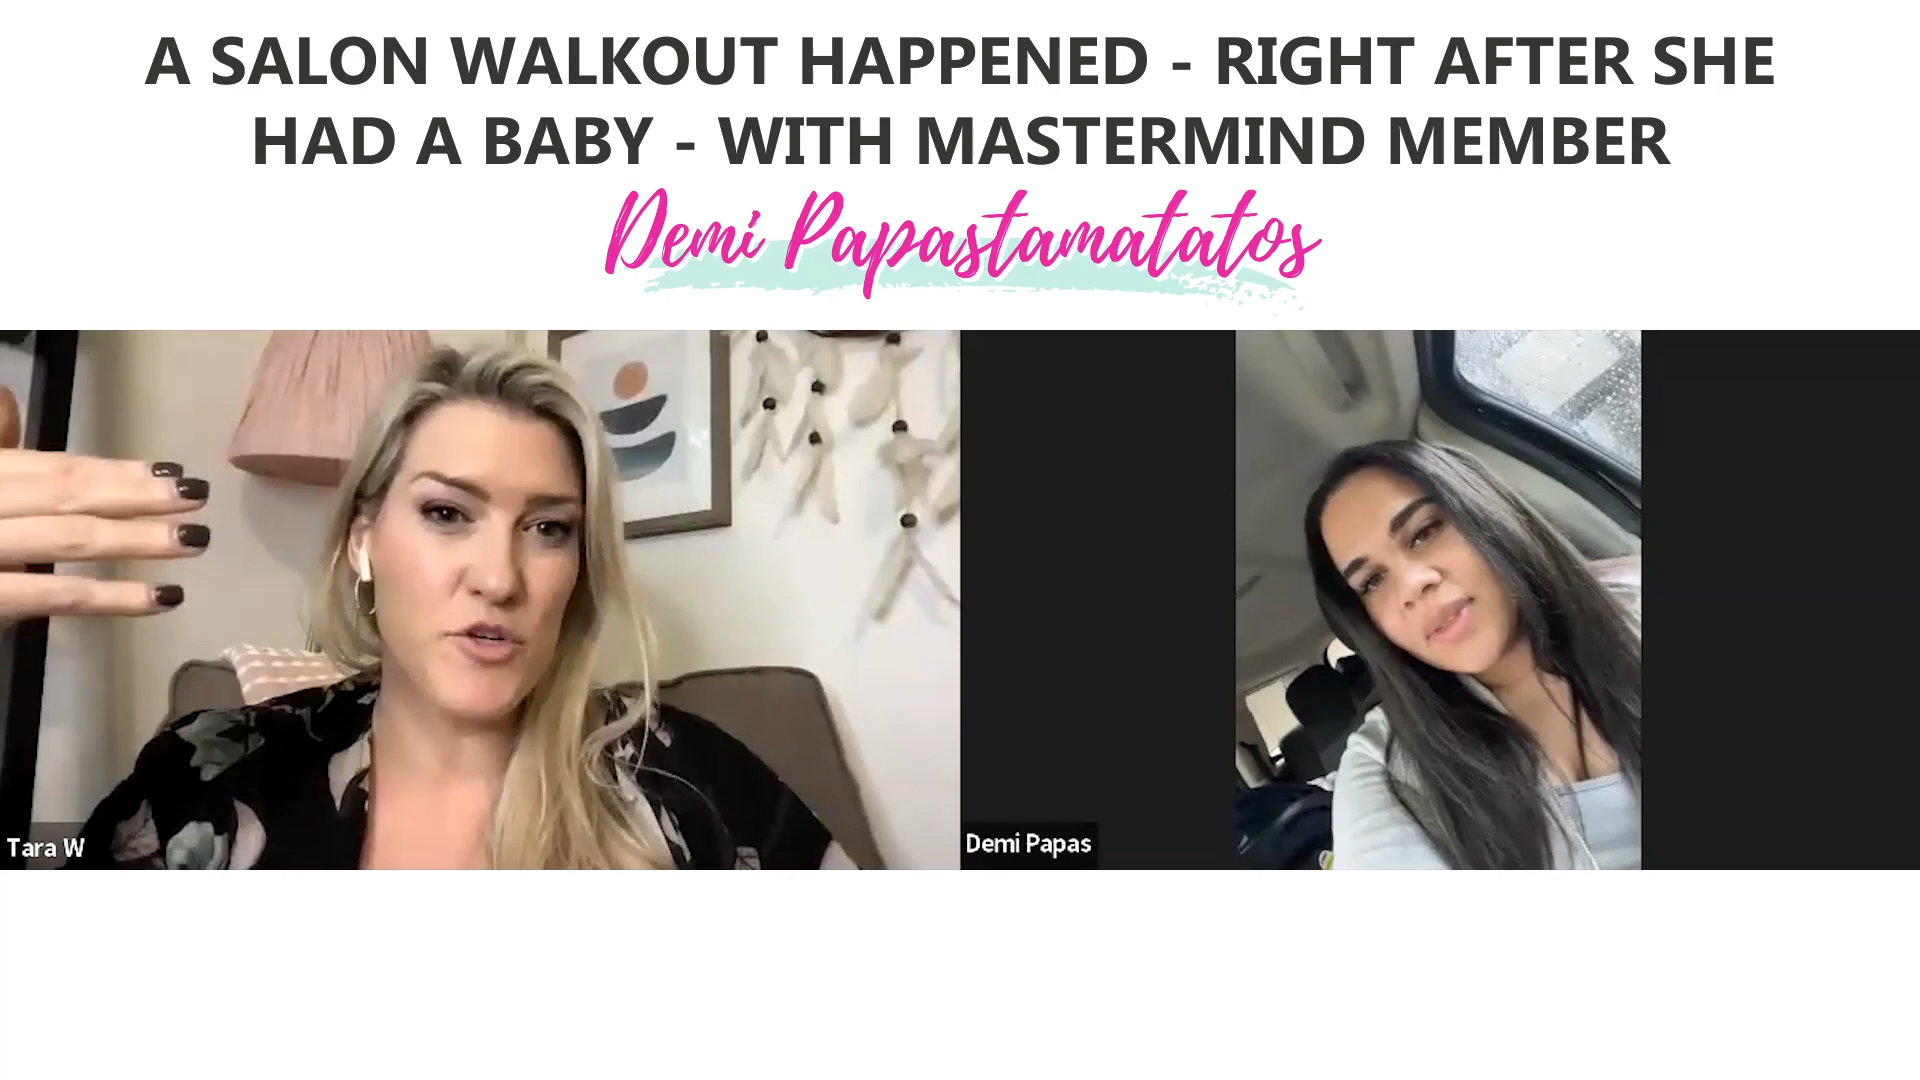 A SALON WALKOUT HAPPENED - RIGHT AFTER SHE
HAD A BABY - WITH MASTERMIND MEMBER
Demi Papastamatatos
Tara W
Demi Papas